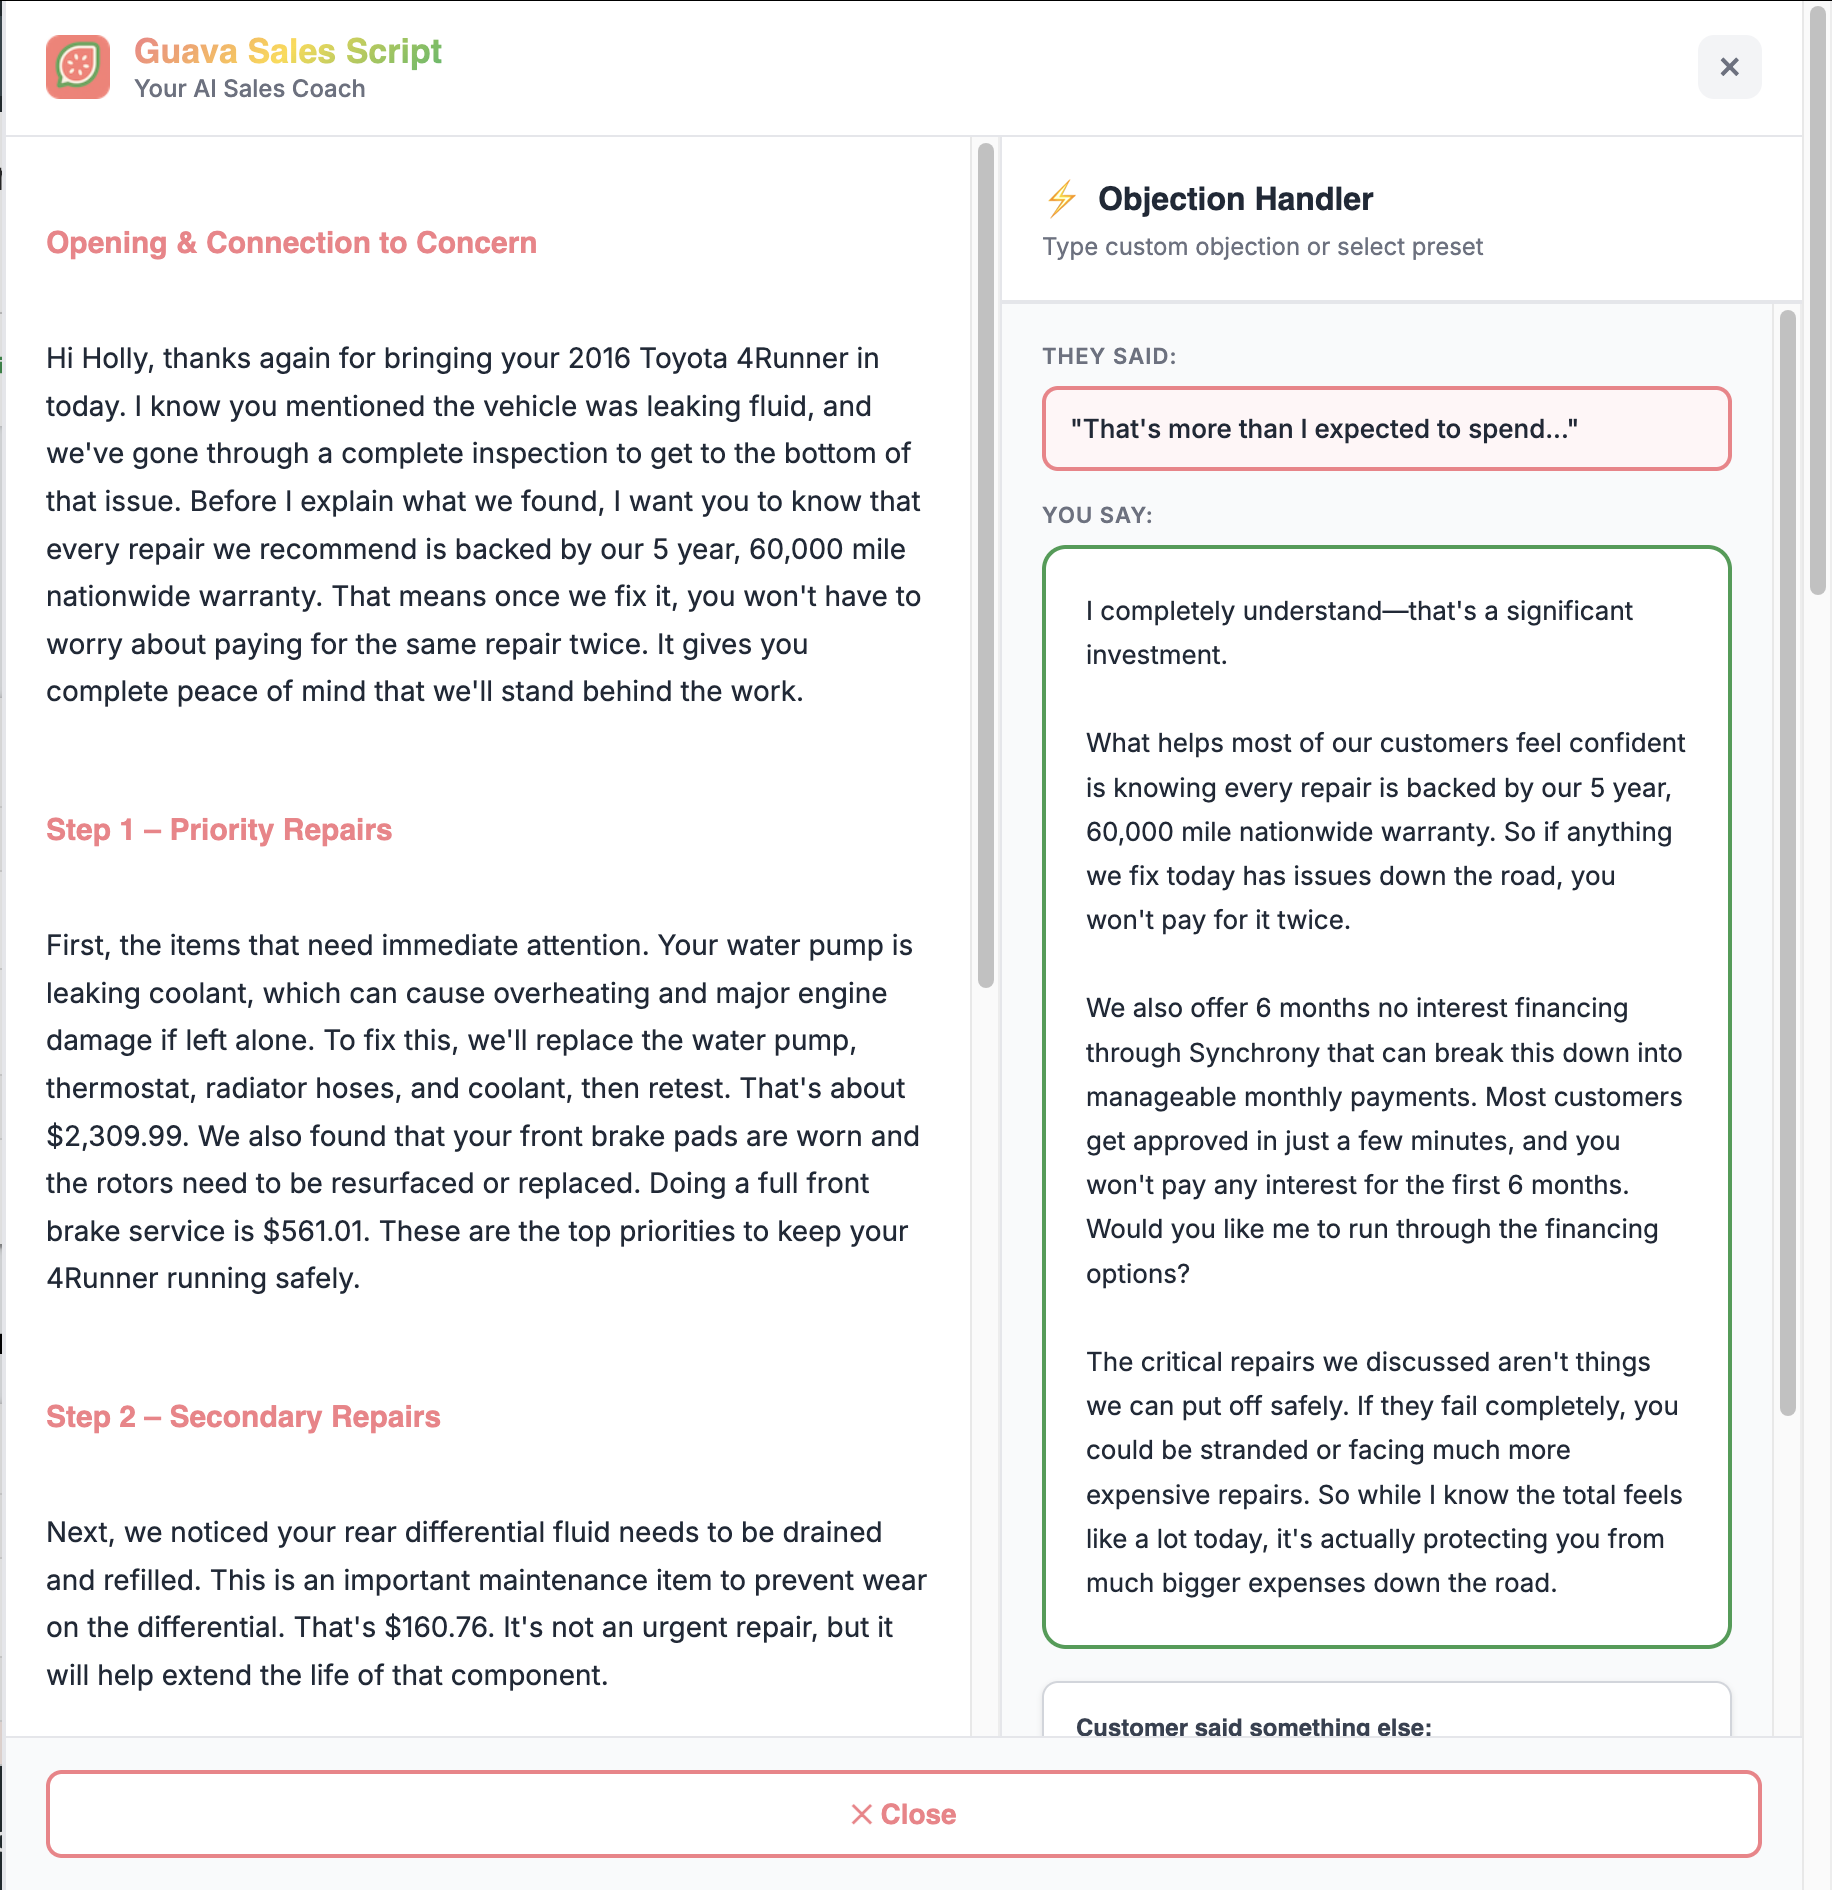 Guava Sales Script
Your AI Sales Coach
Opening & Connection to Concern
Hi Holly, thanks again for bringing your 2016 Toyota 4Runner in
today. I know you mentioned the vehicle was leaking fluid, and
we've gone through a complete inspection to get to the bottom of
that issue. Before I explain what we found, I want you to know that
every repair we recommend is backed by our 5 year, 60,000 mile
nationwide warranty. That means once we fix it, you won't have to
worry about paying for the same repair twice. It gives you
complete peace of mind that we'll stand behind the work.
Step 1 – Priority Repairs
First, the items that need immediate attention. Your water pump is
leaking coolant, which can cause overheating and major engine
damage if left alone. To fix this, we'll replace the water pump,
thermostat, radiator hoses, and coolant, then retest. That's about
$2,309.99. We also found that your front brake pads are worn and
the rotors need to be resurfaced or replaced. Doing a full front
brake service is $561.01. These are the top priorities to keep your
4Runner running safely.
Step 2 – Secondary Repairs
Next, we noticed your rear differential fluid needs to be drained
and refilled. This is an important maintenance item to prevent wear
on the differential. That's $160.76. It's not an urgent repair, but it
will help extend the life of that component.
⚡ Objection Handler
Type custom objection or select preset
THEY SAID:
"That's more than I expected to spend..."
YOU SAY:
I completely understand—that's a significant
investment.
What helps most of our customers feel confident
is knowing every repair is backed by our 5 year,
60,000 mile nationwide warranty. So if anything
we fix today has issues down the road, you
won't pay for it twice.
We also offer 6 months no interest financing
through Synchrony that can break this down into
manageable monthly payments. Most customers
get approved in just a few minutes, and you
won't pay any interest for the first 6 months.
Would you like me to run through the financing
options?
The critical repairs we discussed aren't things
we can put off safely. If they fail completely, you
could be stranded or facing much more
expensive repairs. So while I know the total feels
like a lot today, it's actually protecting you from
much bigger expenses down the road.
Customer said something else:
✕ Close